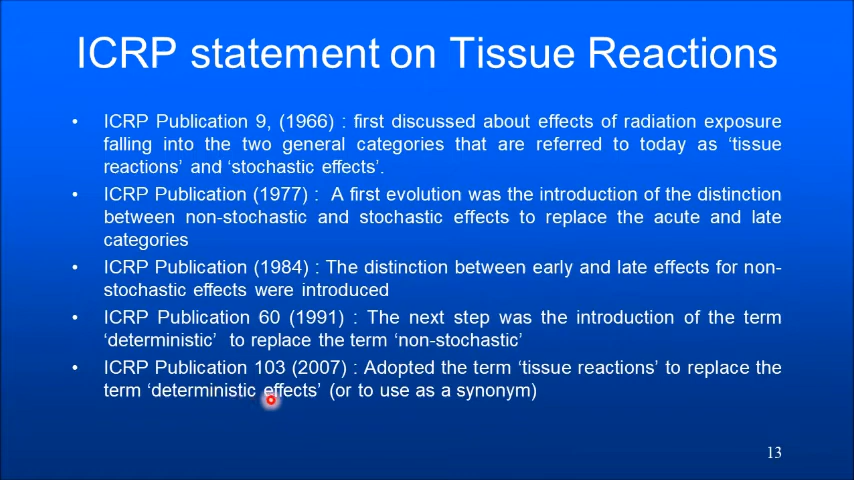 ICRP statement on Tissue Reactions
• ICRP Publication 9, (1966) : first discussed about effects of radiation exposure
falling into the two general categories that are referred to today as ‘tissue
reactions’ and ‘stochastic effects’.
• ICRP Publication (1977) : A first evolution was the introduction of the distinction
between non-stochastic and stochastic effects to replace the acute and late
categories
• ICRP Publication (1984) : The distinction between early and late effects for non-
stochastic effects were introduced
• ICRP Publication 60 (1991) : The next step was the introduction of the term
‘deterministic’ to replace the term ‘non-stochastic’
• ICRP Publication 103 (2007) : Adopted the term ‘tissue reactions’ to replace the
term ‘deterministic effects’ (or to use as a synonym)
13